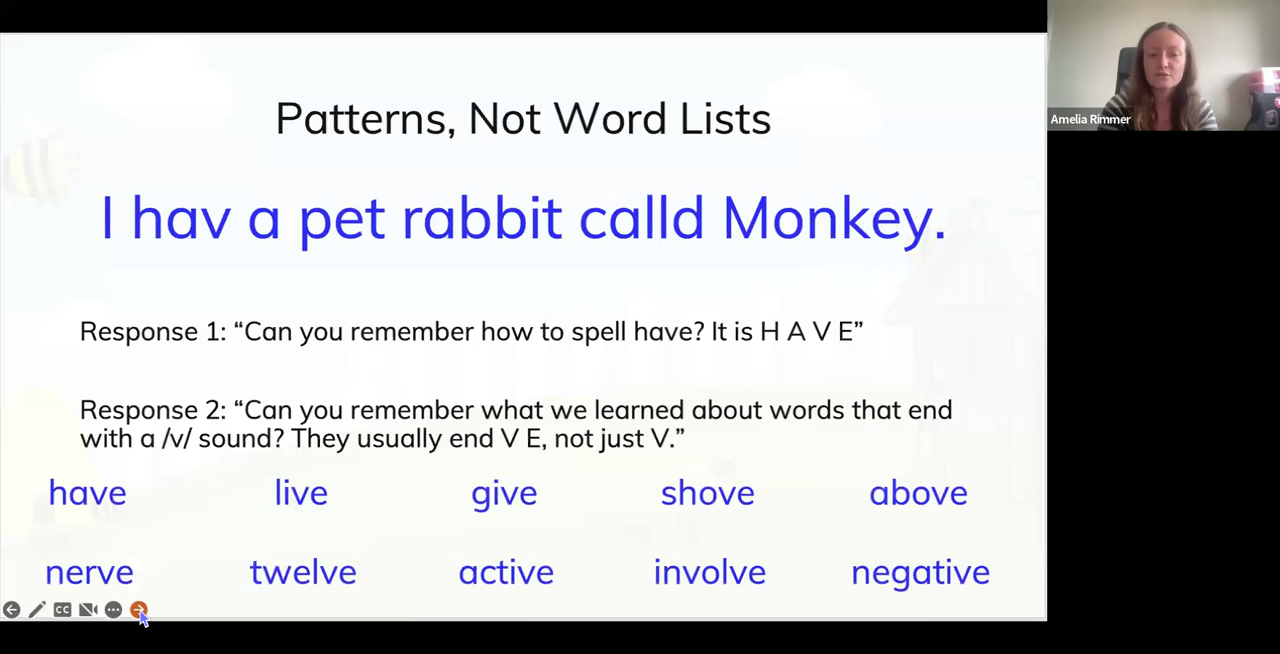 Patterns, Not Word Lists
I hav a pet rabbit calld Monkey.
Response 1: “Can you remember how to spell have? It is H A V E”
Response 2: “Can you remember what we learned about words that end
with a /v/ sound? They usually end V E, not just V.”
have live give shove above
nerve twelve active involve negative
CC
Amelia Rimmer